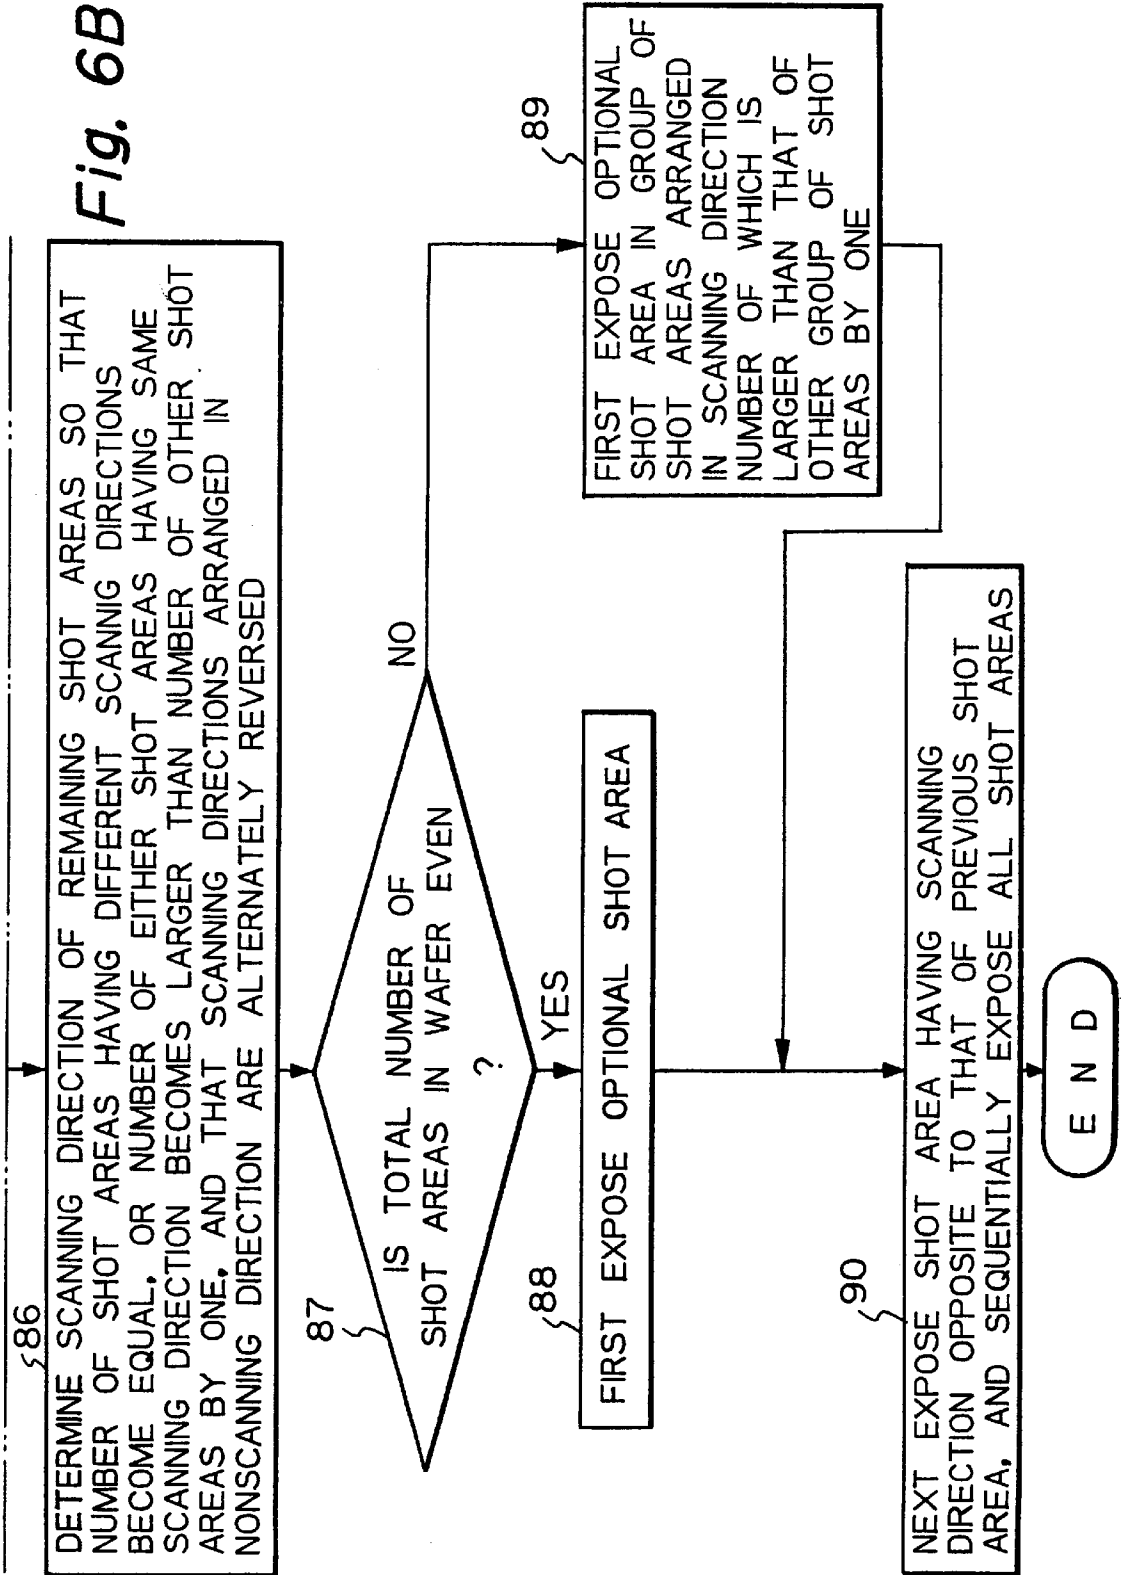 Fig. 6B
86
DETERMINE SCANNING DIRECTION OF REMAINING SHOT AREAS SO THAT
NUMBER OF SHOT AREAS HAVING DIFFERENT SCANNIG DIRECTIONS
BECOME EQUAL, OR NUMBER OF EITHER SHOT AREAS HAVING SAME
SCANNING DIRECTION BECOMES LARGER THAN NUMBER OF OTHER SHOT
AREAS BY ONE, AND THAT SCANNING DIRECTIONS ARRANGED IN
NONSCANNING DIRECTION ARE ALTERNATELY REVERSED
87
IS TOTAL NUMBER OF
SHOT AREAS IN WAFER EVEN
?
NO
YES
88
FIRST EXPOSE OPTIONAL SHOT AREA
89
FIRST EXPOSE OPTIONAL
SHOT AREA IN GROUP OF
SHOT AREAS ARRANGED
IN SCANNING DIRECTION
NUMBER OF WHICH IS
LARGER THAN THAT OF
OTHER GROUP OF SHOT
AREAS BY ONE
90
NEXT EXPOSE SHOT AREA HAVING SCANNING
DIRECTION OPPOSITE TO THAT OF PREVIOUS SHOT
AREA, AND SEQUENTIALLY EXPOSE ALL SHOT AREAS
END